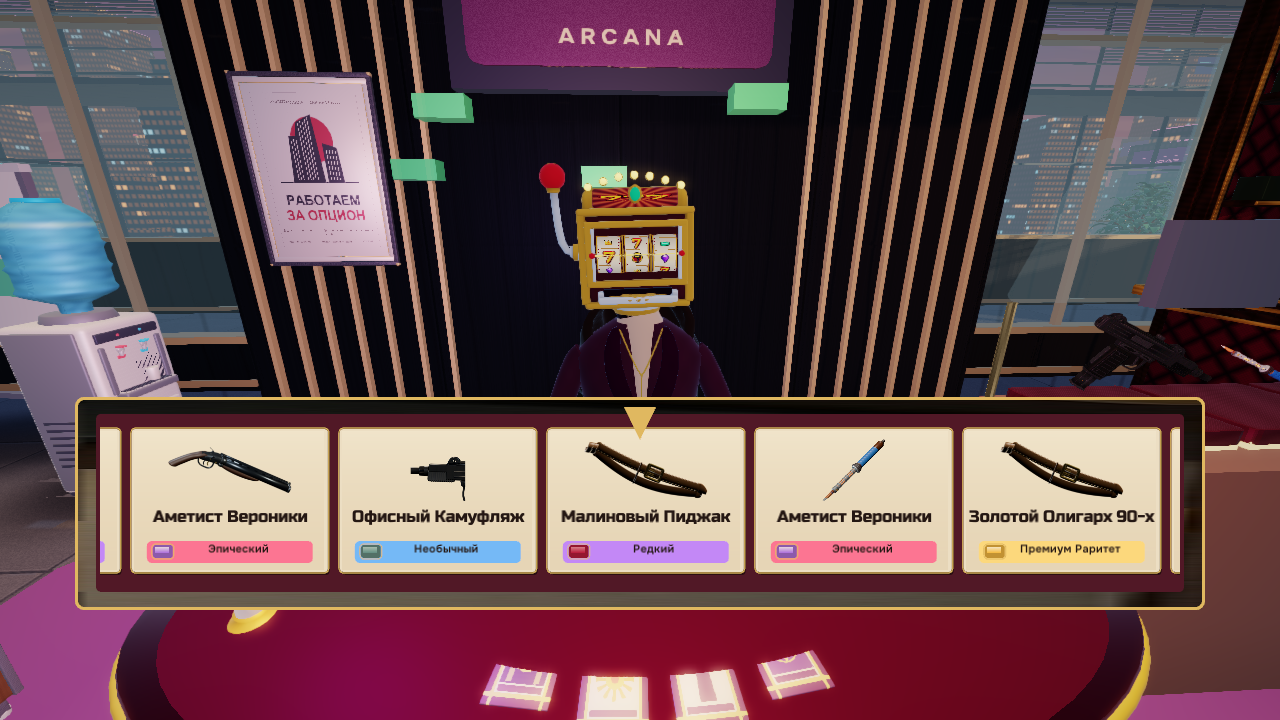 ARCANA
РАБОТАЕМ
ЗА ОПЦИОН
Аметист Вероники
Эпический
Офисный Камуфляж
Необычный
Малиновый Пиджак
Редкий
Аметист Вероники
Эпический
Золотой Олигарх 90-х
Премиум Раритет